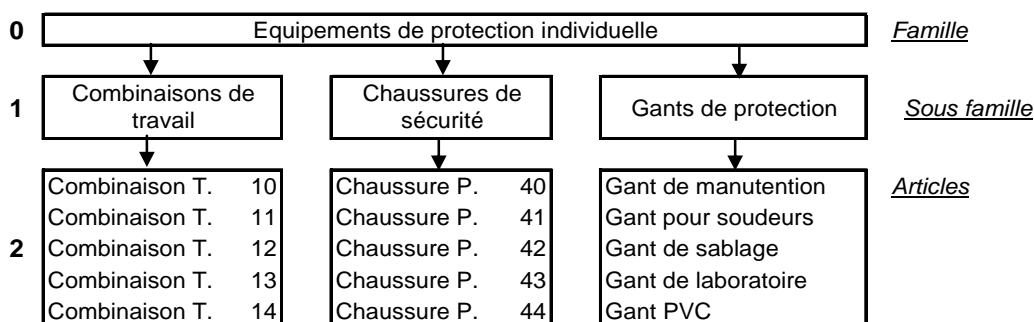 0 Equipements de protection individuelle Famille
1 Combinaisons de travail Chaussures de sécurité Gants de protection Sous famille
2
Combinaison T. 10 Chaussure P. 40 Gant de manutention Articles
Combinaison T. 11 Chaussure P. 41 Gant pour soudeurs
Combinaison T. 12 Chaussure P. 42 Gant de sablage
Combinaison T. 13 Chaussure P. 43 Gant de laboratoire
Combinaison T. 14 Chaussure P. 44 Gant PVC